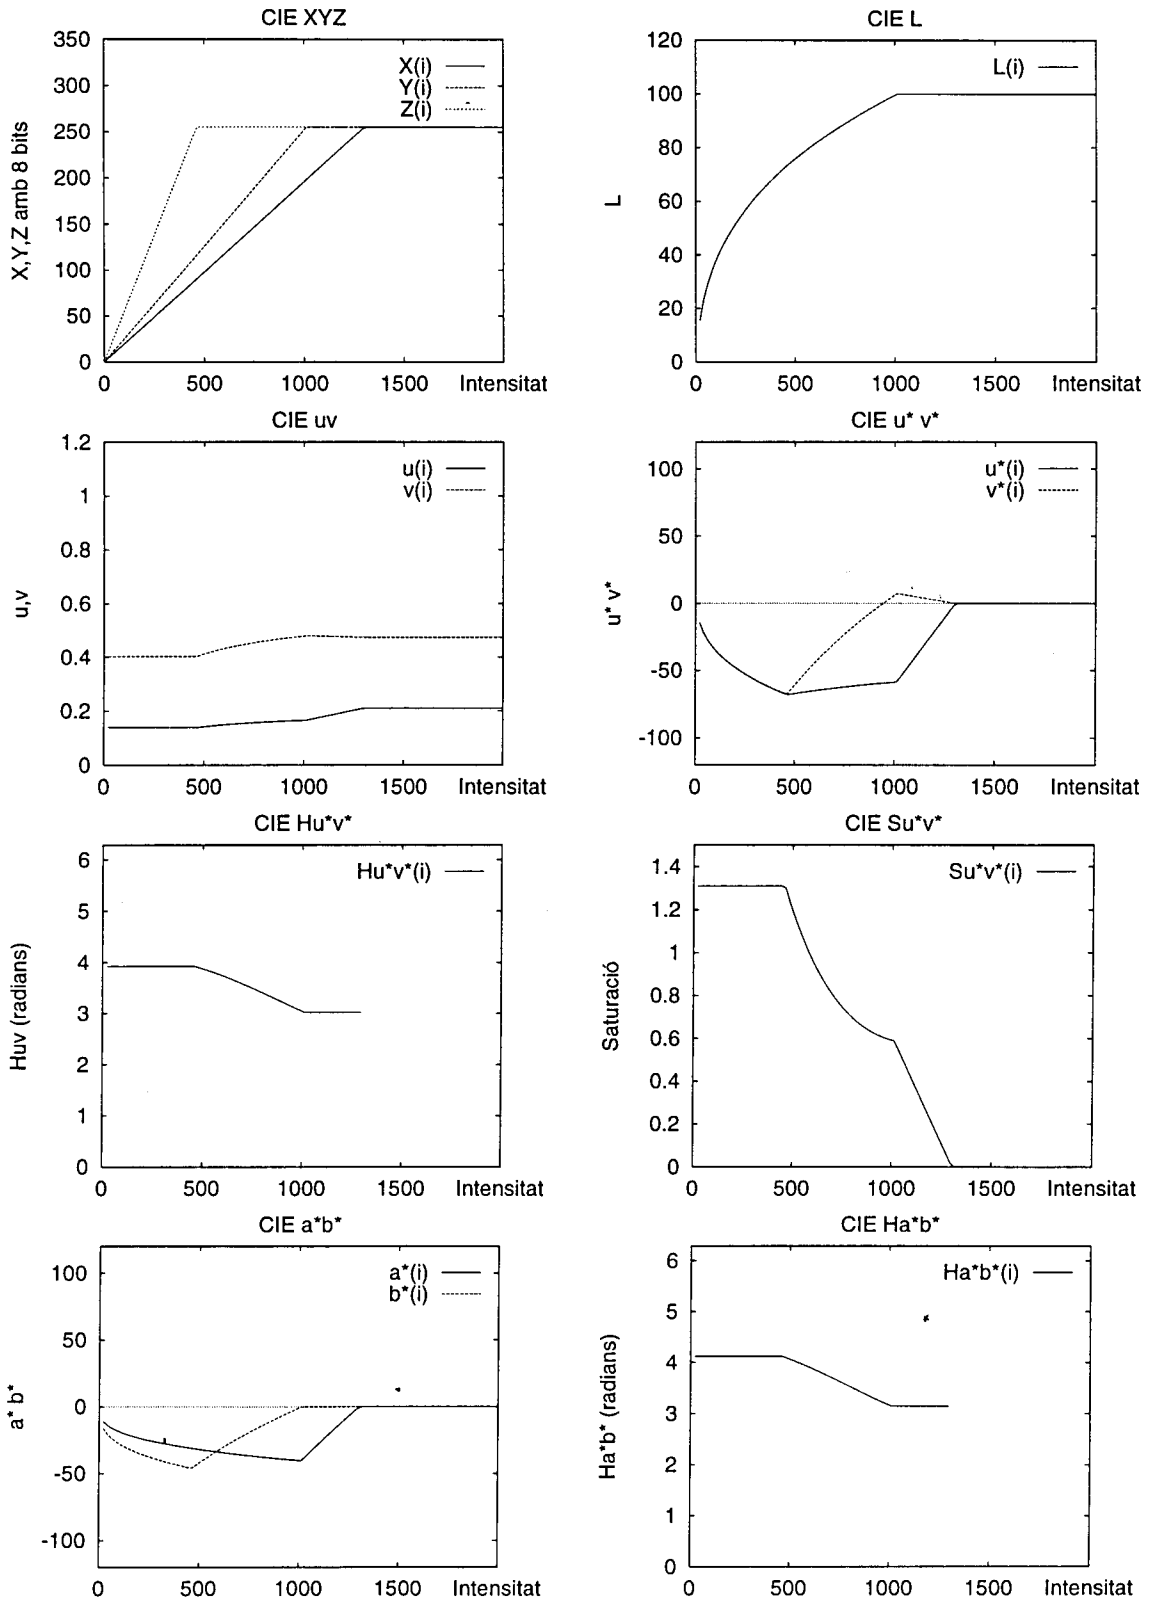 CIE XYZ
350
300
250
200
150
100
50
0
X,Y,Z amb 8 bits
X(i)
Y(i)
Z(i)
0 500 1000 1500 Intensitat
CIE L
120
100
80
60
40
20
0
L
L(i)
0 500 1000 1500 Intensitat
CIE uv
1.2
1
0.8
0.6
0.4
0.2
0
u,v
u(i)
v(i)
0 500 1000 1500 Intensitat
CIE u* v*
100
50
0
-50
-100
u* v*
u*(i)
v*(i)
0 500 1000 1500 Intensitat
CIE Hu*v*
6
5
4
3
2
1
0
Huv (radians)
Hu*v*(i)
0 500 1000 1500 Intensitat
CIE Su*v*
1.4
1.2
1
0.8
0.6
0.4
0.2
0
Saturació
Su*v*(i)
0 500 1000 1500 Intensitat
CIE a*b*
100
50
0
-50
-100
a* b*
a*(i)
b*(i)
0 500 1000 1500 Intensitat
CIE Ha*b*
6
5
4
3
2
1
0
Ha*b* (radians)
Ha*b*(i)
0 500 1000 1500 Intensitat